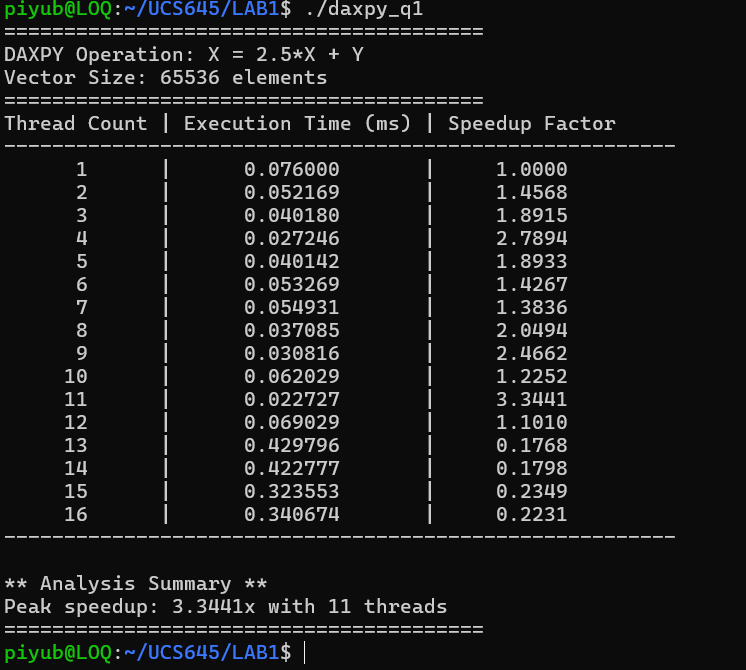 piyub@LOQ:~/UCS645/LAB1$ ./daxpy_q1
========================================
DAXPY Operation: X = 2.5*X + Y
Vector Size: 65536 elements
========================================
Thread Count | Execution Time (ms) | Speedup Factor
--------------------------------------------------------
      1      |      0.076000       |     1.0000
      2      |      0.052169       |     1.4568
      3      |      0.040180       |     1.8915
      4      |      0.027246       |     2.7894
      5      |      0.040142       |     1.8933
      6      |      0.053269       |     1.4267
      7      |      0.054931       |     1.3836
      8      |      0.037085       |     2.0494
      9      |      0.030816       |     2.4662
     10      |      0.062029       |     1.2252
     11      |      0.022727       |     3.3441
     12      |      0.069029       |     1.1010
     13      |      0.429796       |     0.1768
     14      |      0.422777       |     0.1798
     15      |      0.323553       |     0.2349
     16      |      0.340674       |     0.2231
--------------------------------------------------------
** Analysis Summary **
Peak speedup: 3.3441x with 11 threads
========================================
piyub@LOQ:~/UCS645/LAB1$